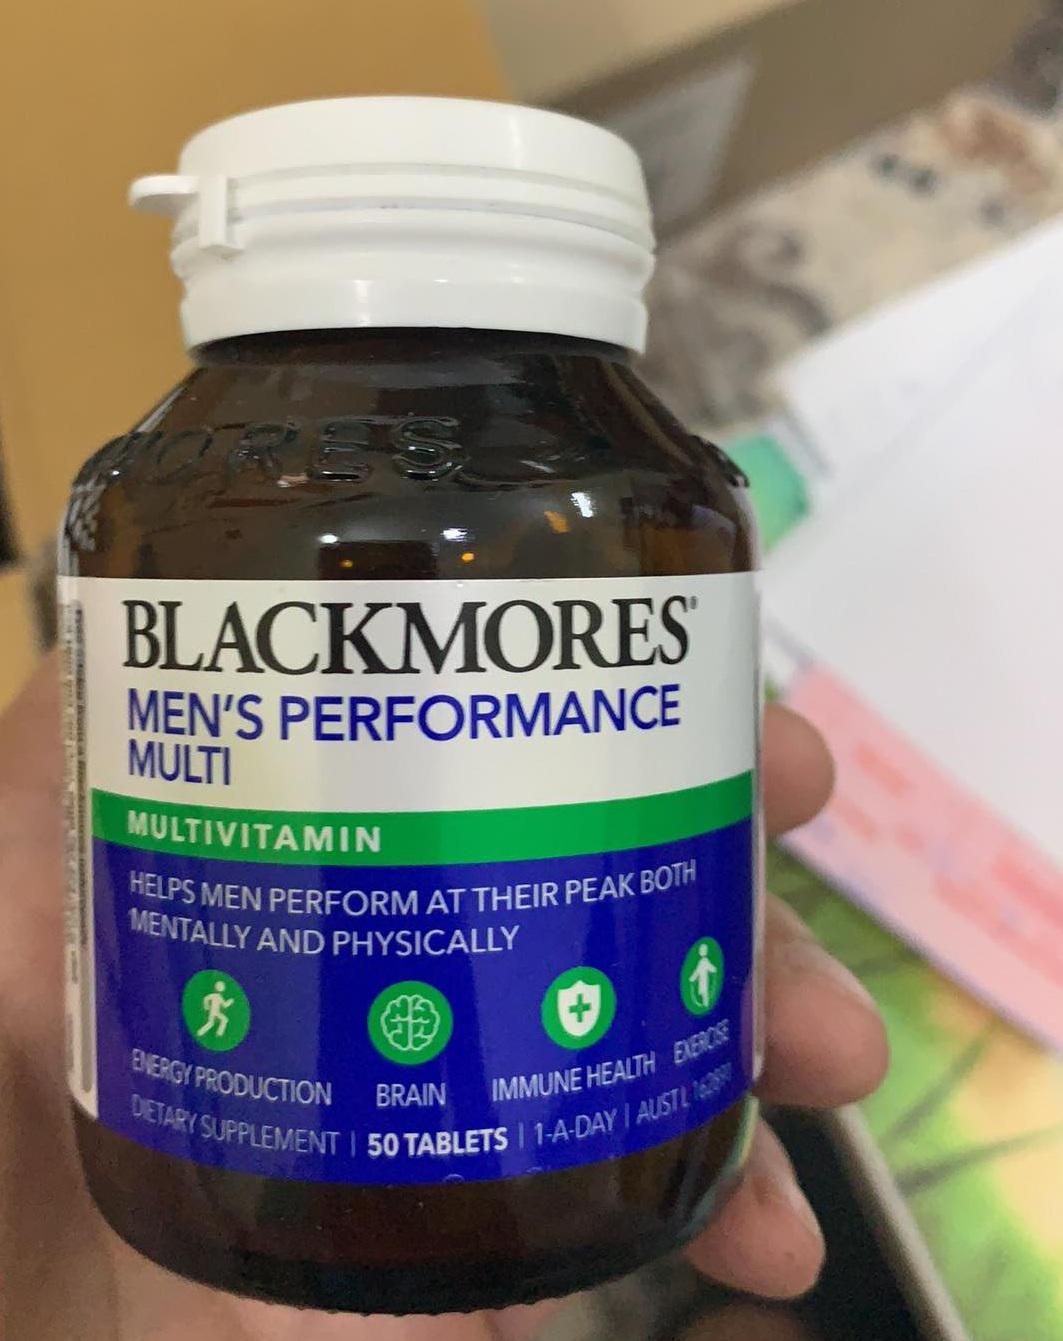 ORES
BLACKMORES®
MEN'S PERFORMANCE
MULTI
MULTIVITAMIN
HELPS MEN PERFORM AT THEIR PEAK BOTH
MENTALLY AND PHYSICALLY
ENERGY PRODUCTION
BRAIN
IMMUNE HEALTH
EXERCISE
DIETARY SUPPLEMENT | 50 TABLETS | 1-A-DAY | AUST L